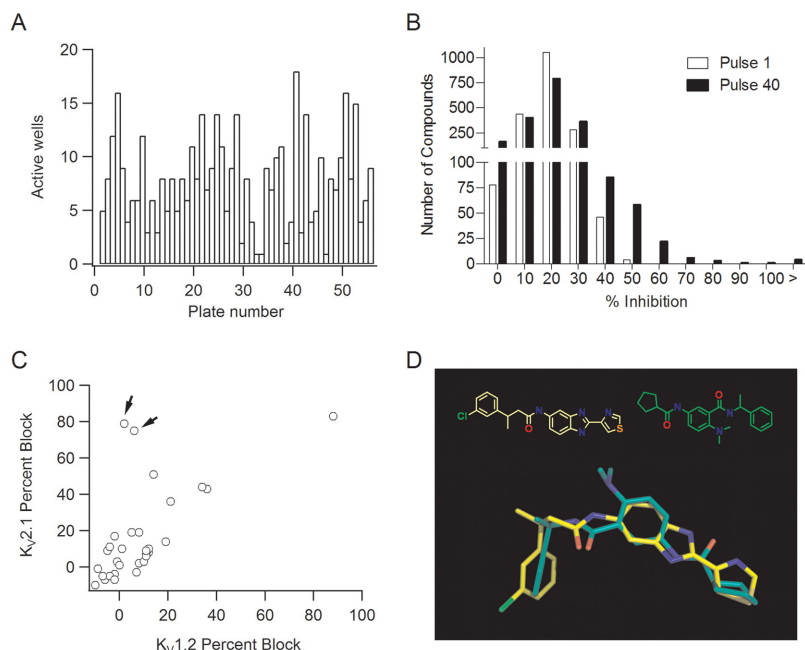 A
20
15
10
5
0
Active wells
0 10 20 30 40 50
Plate number
B
1000
750
500
250
100
75
50
25
0
Number of Compounds
Pulse 1
Pulse 40
0 10 20 30 40 50 60 70 80 90 100 >
% Inhibition
C
100
80
60
40
20
0
KV2.1 Percent Block
0 20 40 60 80 100
KV1.2 Percent Block
D
Cl O N N N N S
N O O N N